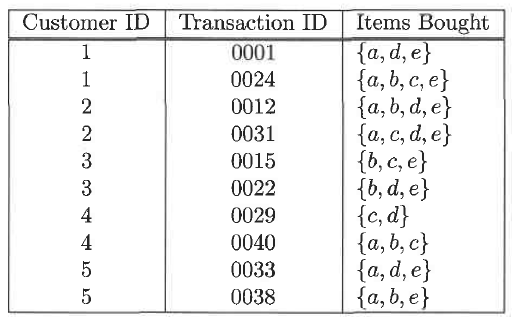 Customer ID Transaction ID Items Bought
1 0001 {a, d, e}
1 0024 {a, b, c, e}
2 0012 {a, b, d, e}
2 0031 {a, c, d, e}
3 0015 {b, c, e}
3 0022 {b, d, e}
4 0029 {c, d}
4 0040 {a, b, c}
5 0033 {a, d, e}
5 0038 {a, b, e}